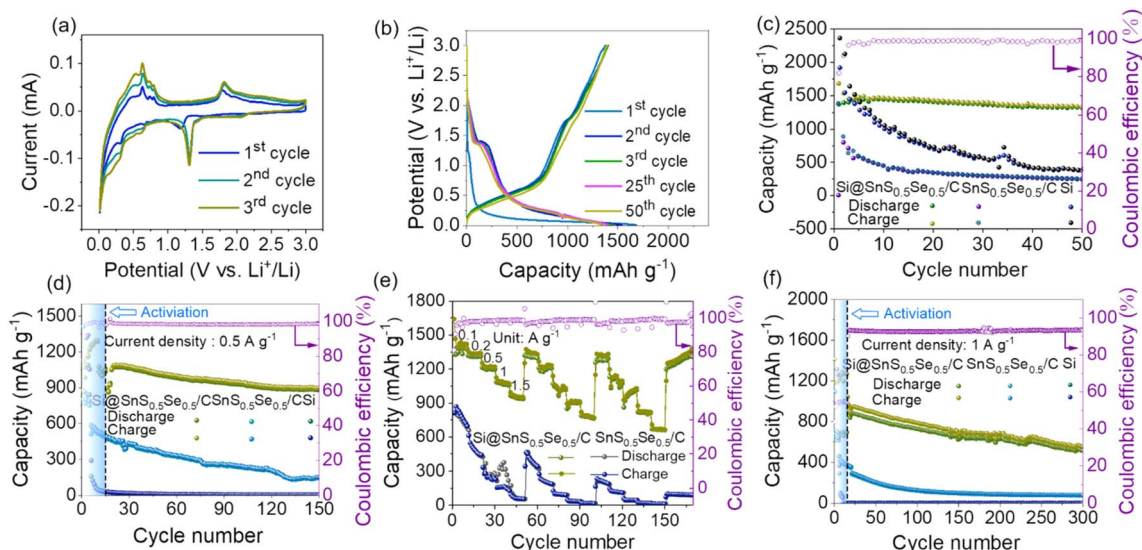 (a)
0.1
0.0
-0.1
-0.2
Current (mA)
1st cycle
2nd cycle
3rd cycle
0.0 0.5 1.0 1.5 2.0 2.5 3.0
Potential (V vs. Li+/Li)
(b)
3.0
2.5
2.0
1.5
1.0
0.5
0.0
Potential (V vs. Li+/Li)
1st cycle
2nd cycle
3rd cycle
25th cycle
50th cycle
0 500 1000 1500 2000
Capacity (mAh g-1)
(c)
2500
2250
2000
1750
1500
1250
1000
750
500
250
0
-500
Capacity (mAh g-1)
100
80
60
40
20
0
Coulombic efficiency (%)
Si@SnS0.5Se0.5/C SnS0.5Se0.5/C Si
Discharge
Charge
0 10 20 30 40 50
Cycle number
(d)
1500
1200
900
600
300
0
Capacity (mAh g-1)
Activiation
Current density : 0.5 A g-1
Si@SnS0.5Se0.5/CSnS0.5Se0.5/CSi
Discharge
Charge
100
80
60
40
20
0
Coulombic efficiency (%)
0 30 60 90 120 150
Cycle number
(e)
1800
1500
1200
900
600
300
0
Capacity (mAh g-1)
0.1
0.2
0.5
1
1.5
Unit: A g-1
Si@SnS0.5Se0.5/C SnS0.5Se0.5/C
Discharge
Charge
100
80
60
40
20
0
Coulombic efficiency (%)
0 30 60 90 120 150
Cycle number
(f)
2000
1600
1200
800
400
0
Capacity (mAh g-1)
Activiation
Current density: 1 A g-1
Si@SnS0.5Se0.5/C SnS0.5Se0.5/C Si
Discharge
Charge
100
80
60
40
20
0
Coulombic efficiency (%)
0 50 100 150 200 250 300
Cycle number